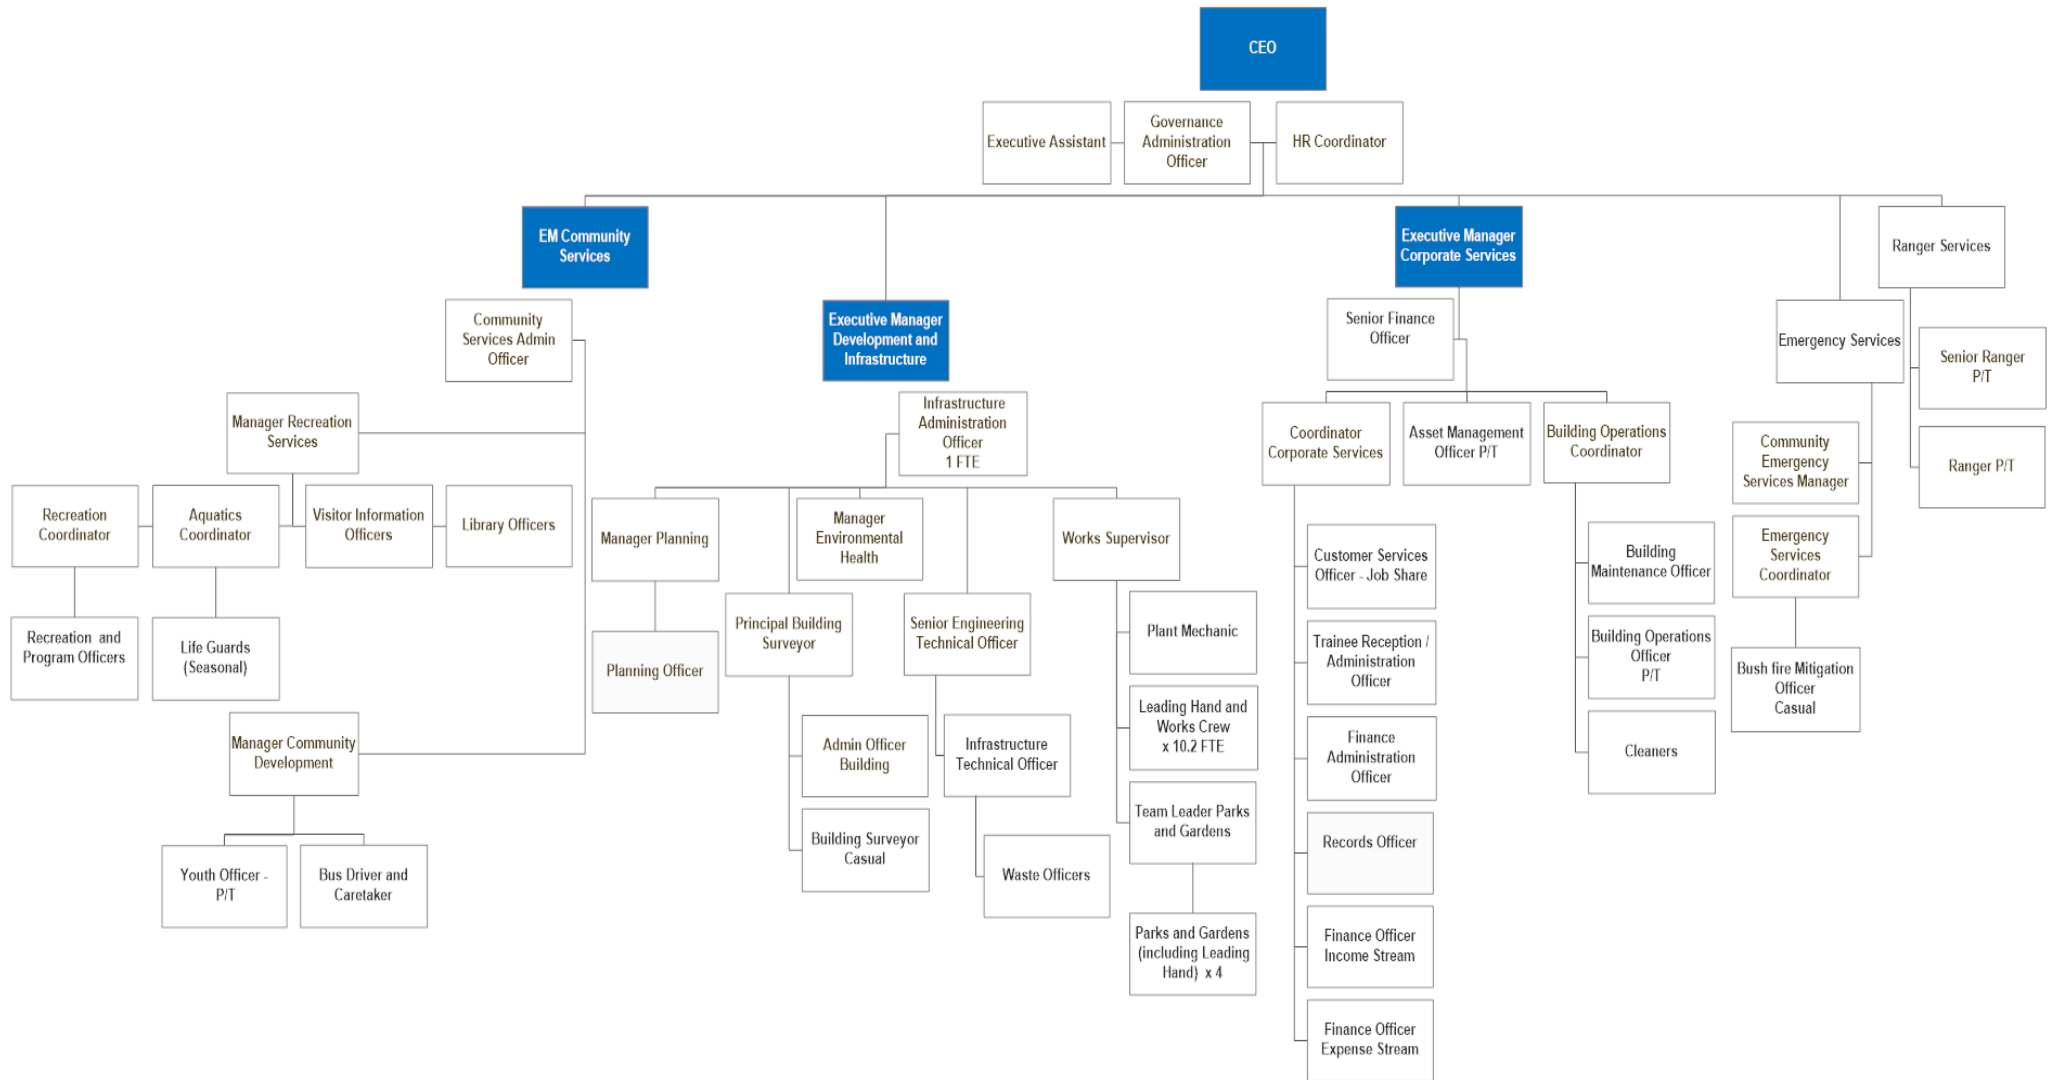 CEO
Executive Assistant
Governance
Administration
Officer
HR Coordinator
EM Community
Services
Executive Manager
Corporate Services
Ranger Services
Community
Services Admin
Officer
Executive Manager
Development and
Infrastructure
Senior Finance
Officer
Emergency Services
Senior Ranger
P/T
Manager Recreation
Services
Infrastructure
Administration
Officer
1 FTE
Coordinator
Corporate Services
Asset Management
Officer P/T
Building Operations
Coordinator
Community
Emergency
Services Manager
Ranger P/T
Recreation
Coordinator
Aquatics
Coordinator
Visitor Information
Officers
Library Officers
Manager Planning
Manager
Environmental
Health
Works Supervisor
Customer Services
Officer - Job Share
Building
Maintenance Officer
Emergency
Services
Coordinator
Recreation and
Program Officers
Life Guards
(Seasonal)
Planning Officer
Principal Building
Surveyor
Senior Engineering
Technical Officer
Plant Mechanic
Trainee Reception /
Administration
Officer
Building Operations
Officer
P/T
Bush fire Mitigation
Officer
Casual
Manager Community
Development
Admin Officer
Building
Infrastructure
Technical Officer
Leading Hand and
Works Crew
x 10.2 FTE
Finance
Administration
Officer
Cleaners
Youth Officer -
P/T
Bus Driver and
Caretaker
Building Surveyor
Casual
Waste Officers
Team Leader Parks
and Gardens
Records Officer
Parks and Gardens
(including Leading
Hand) x 4
Finance Officer
Income Stream
Finance Officer
Expense Stream